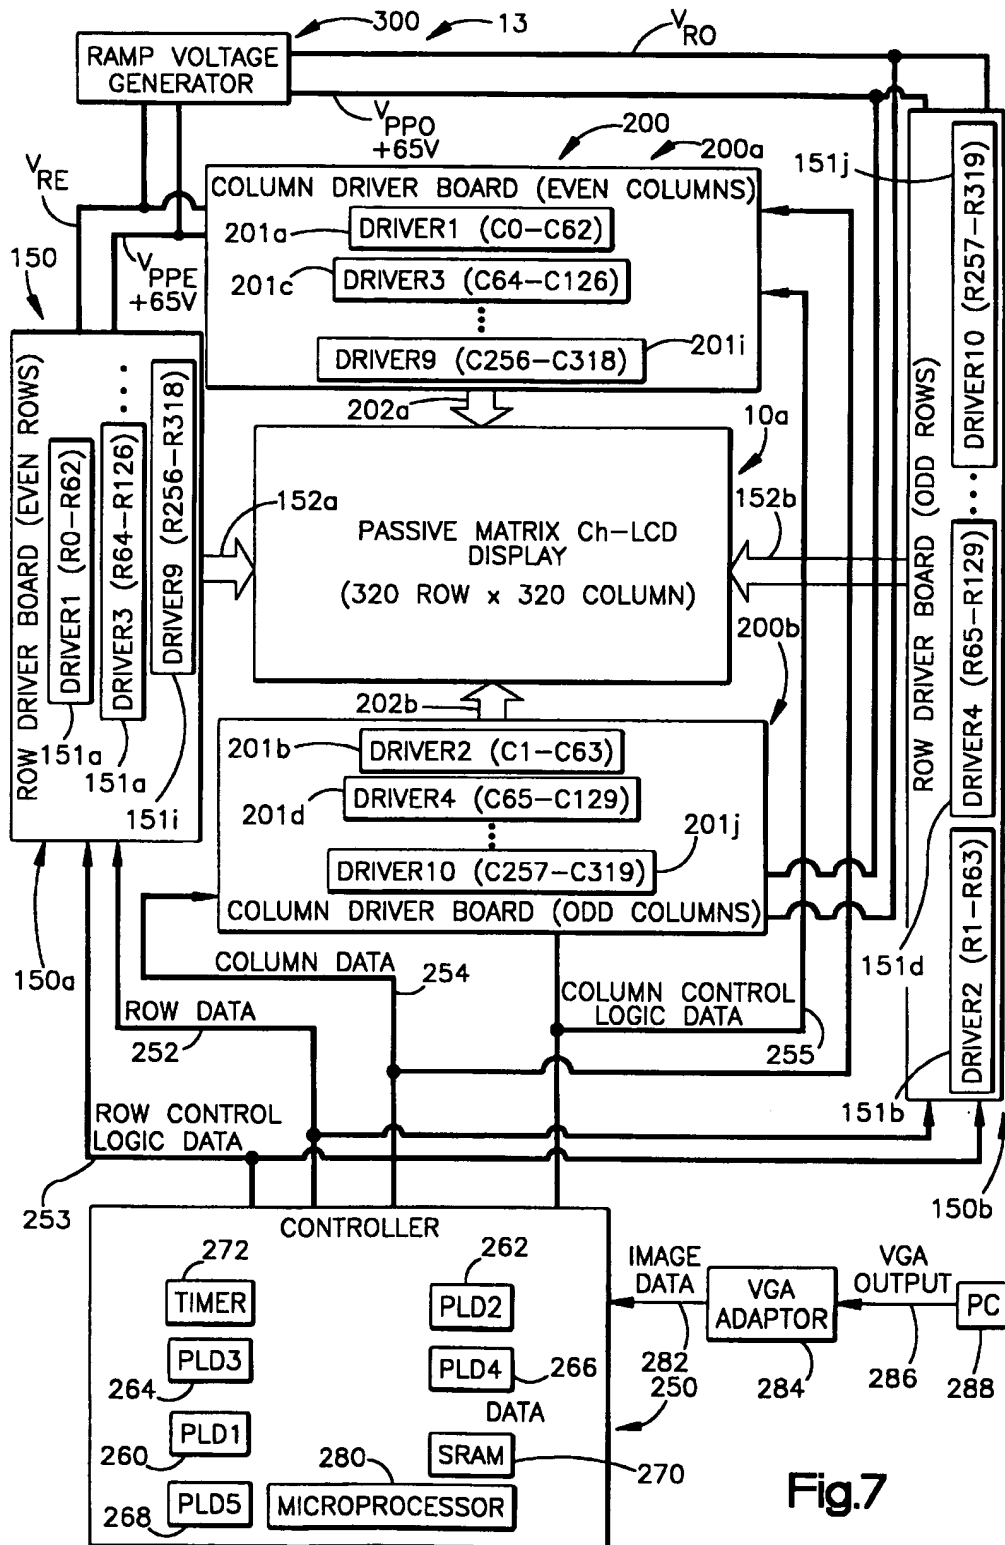 300
13
V
RO
RAMP VOLTAGE
GENERATOR
V
PPO
+65V
200
200a
V
RE
150
V
PPE
+65V
COLUMN DRIVER BOARD (EVEN COLUMNS)
201a
DRIVER1 (C0-C62)
201c
DRIVER3 (C64-C126)
DRIVER9 (C256-C318)
201i
202a
10a
151j
ROW DRIVER BOARD (EVEN ROWS)
DRIVER1 (R0-R62)
DRIVER3 (R64-R126)
DRIVER9 (R256-R318)
151a
151a
151i
150a
152a
PASSIVE MATRIX Ch-LCD
DISPLAY
(320 ROW x 320 COLUMN)
152b
200b
ROW DRIVER BOARD (ODD ROWS)
DRIVER10 (R257-R319)
DRIVER4 (R65-R129)
DRIVER2 (R1-R63)
151d
151b
150b
202b
201b
DRIVER2 (C1-C63)
201d
DRIVER4 (C65-C129)
201j
DRIVER10 (C257-C319)
COLUMN DRIVER BOARD (ODD COLUMNS)
COLUMN DATA
254
COLUMN CONTROL
LOGIC DATA
255
ROW DATA
252
ROW CONTROL
LOGIC DATA
253
CONTROLLER
272
TIMER
262
PLD2
PLD3
264
PLD4
266
DATA
PLD1
260
SRAM
270
280
MICROPROCESSOR
PLD5
268
250
IMAGE
DATA
282
VGA
ADAPTOR
284
VGA
OUTPUT
286
PC
288
Fig.7